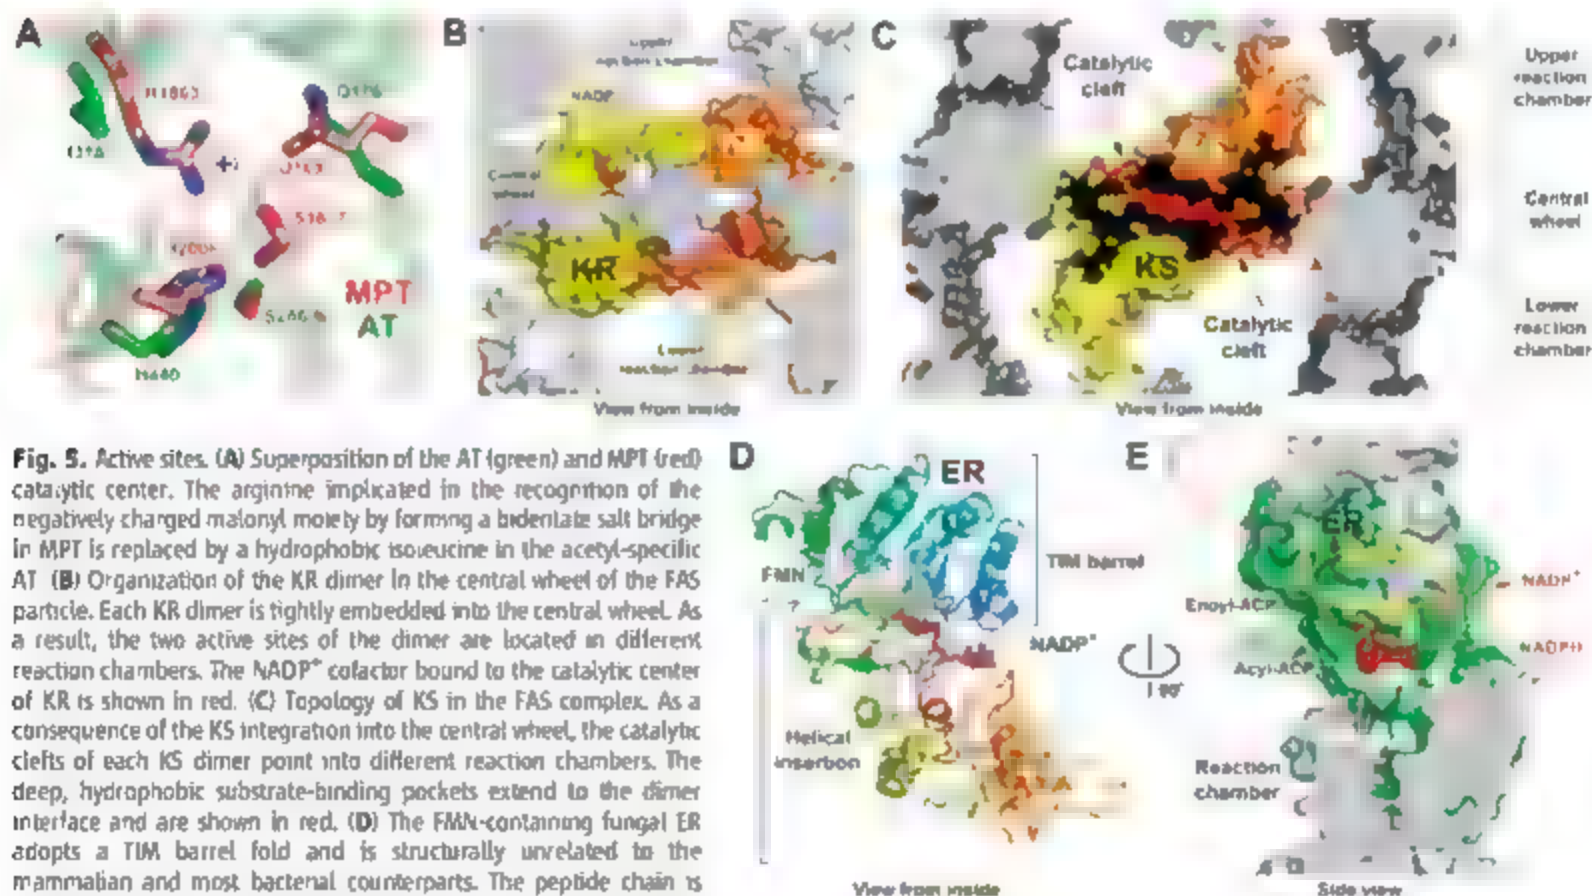 A
B
C
NADP
Central
wheel
KR
View from inside
MPT
AT
Catalytic
cleft
KS
Catalytic
cleft
View from inside
Upper
reaction
chamber
Central
wheel
Lower
reaction
chamber
Fig. 5. Active sites. (A) Superposition of the AT (green) and MPT (red)
catalytic center. The arginine implicated in the recognition of the
negatively charged malonyl moiety by forming a bidentate salt bridge
in MPT is replaced by a hydrophobic isoleucine in the acetyl-specific
AT (B) Organization of the KR dimer in the central wheel of the FAS
particle. Each KR dimer is tightly embedded into the central wheel. As
a result, the two active sites of the dimer are located in different
reaction chambers. The NADP⁺ cofactor bound to the catalytic center
of KR is shown in red. (C) Topology of KS in the FAS complex. As a
consequence of the KS integration into the central wheel, the catalytic
clefts of each KS dimer point into different reaction chambers. The
deep, hydrophobic substrate-binding pockets extend to the dimer
interface and are shown in red. (D) The FMN-containing fungal ER
adopts a TIM barrel fold and is structurally unrelated to the
mammalian and most bacterial counterparts. The peptide chain is
D
ER
TIM barrel
FMN
NADP⁺
Helical
insertion
View from inside
E
ER
NADP⁺
Enoyl-ACP
NADPH
Acyl-ACP
Reaction
chamber
Side view